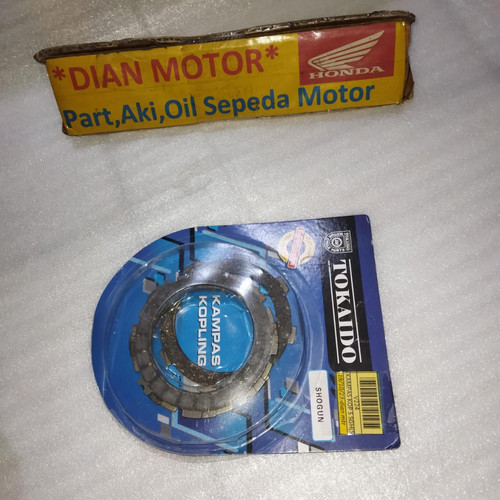 *DIAN MOTOR*
HONDA
Part,Aki,Oil Sepeda Motor
TOKAIDO
KAMPAS
KOPLING
SHOGUN